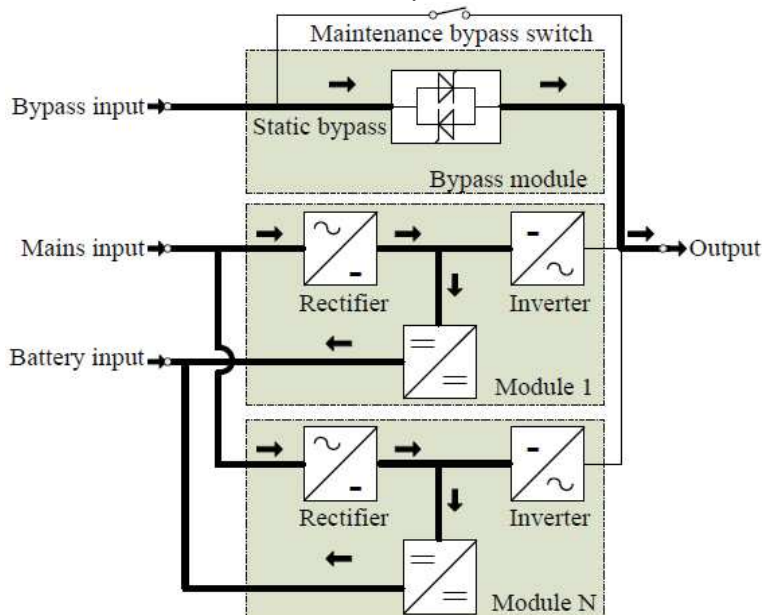 Maintenance bypass switch
Bypass input
Static bypass
Bypass module
Mains input
Rectifier
Inverter
Output
Battery input
Module 1
Rectifier
Inverter
Module N